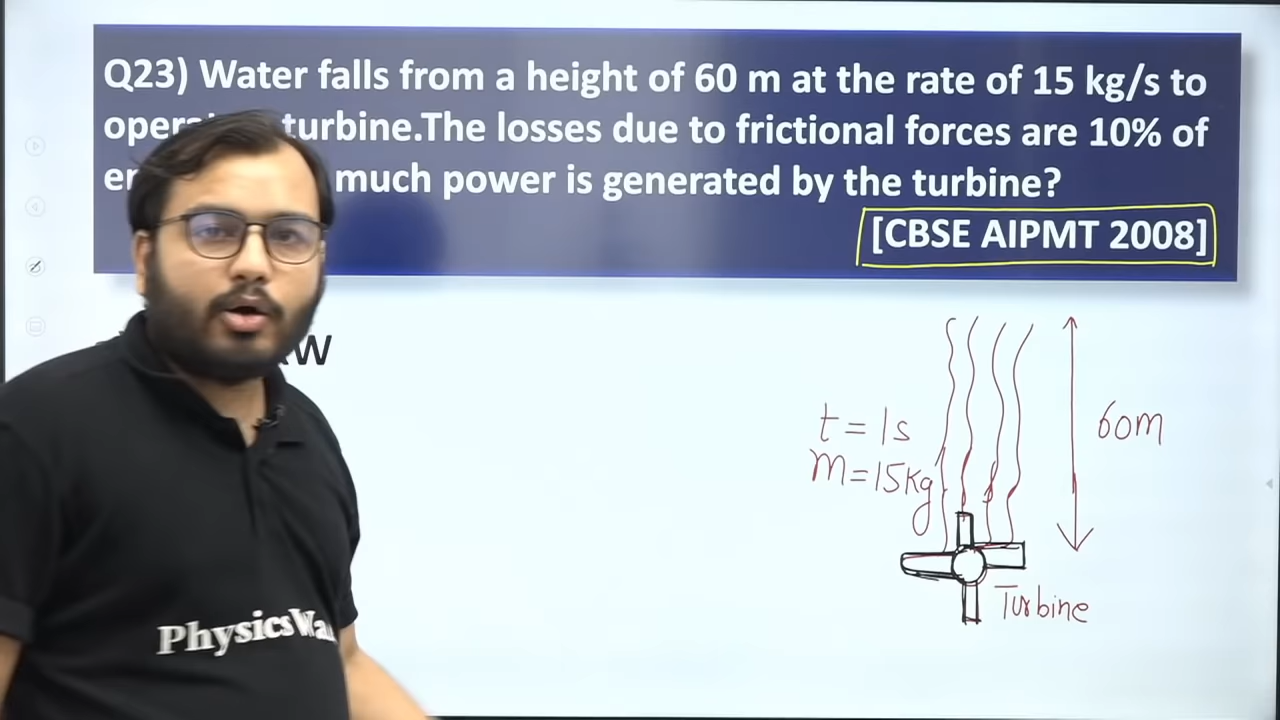 Q23) Water falls from a height of 60 m at the rate of 15 kg/s to
turbine.The losses due to frictional forces are 10% of
much power is generated by the turbine?
[CBSE AIPMT 2008]
t = 1s
m = 15kg
60m
Turbine